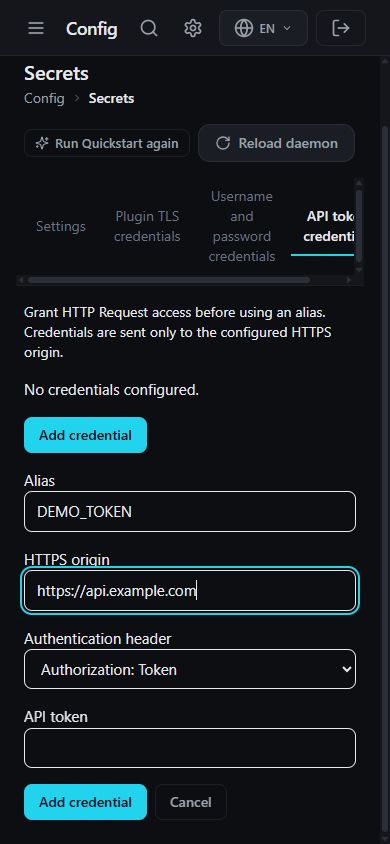 Config
EN
Secrets
Config > Secrets
Run Quickstart again
Reload daemon
Settings
Plugin TLS
credentials
Username
and
password
credentials
API tok
credenti
Grant HTTP Request access before using an alias.
Credentials are sent only to the configured HTTPS
origin.
No credentials configured.
Add credential
Alias
DEMO_TOKEN
HTTPS origin
https://api.example.com
Authentication header
Authorization: Token
API token
Add credential
Cancel